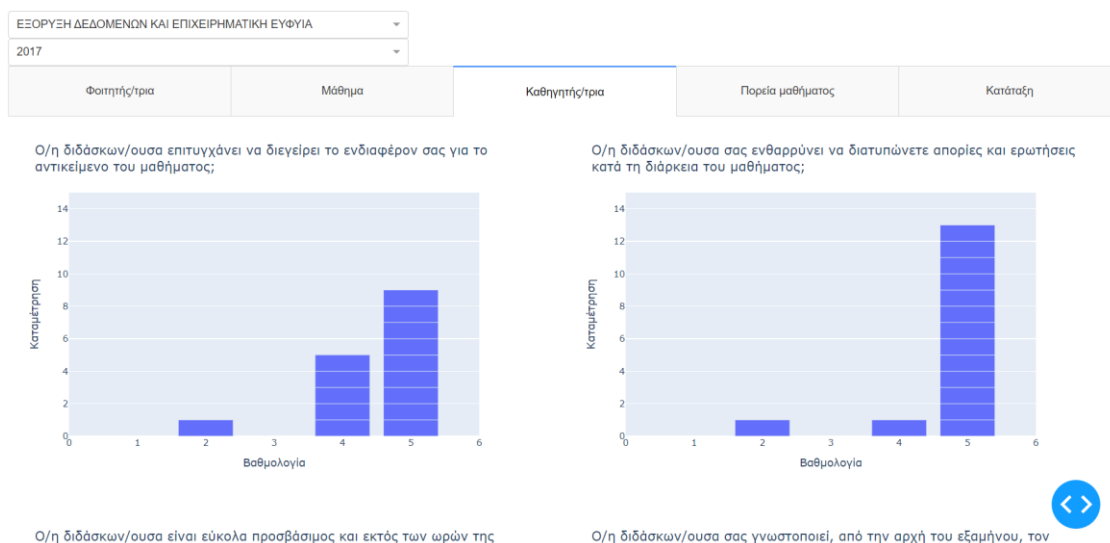 ΕΞΟΡΥΞΗ ΔΕΔΟΜΕΝΩΝ ΚΑΙ ΕΠΙΧΕΙΡΗΜΑΤΙΚΗ ΕΥΦΥΙΑ
2017
Φοιτητής/τρια
Μάθημα
Καθηγητής/τρια
Πορεία μαθήματος
Κατάταξη
Ο/η διδάσκων/ουσα επιτυγχάνει να διεγείρει το ενδιαφέρον σας για το
αντικείμενο του μαθήματος;
14
12
10
8
6
4
2
0
Καταμέτρηση
0 1 2 3 4 5 6
Βαθμολογία
Ο/η διδάσκων/ουσα σας ενθαρρύνει να διατυπώνετε απορίες και ερωτήσεις
κατά τη διάρκεια του μαθήματος;
14
12
10
8
6
4
2
0
Καταμέτρηση
0 1 2 3 4 5 6
Βαθμολογία
Ο/η διδάσκων/ουσα είναι εύκολα προσβάσιμος και εκτός των ωρών της
Ο/η διδάσκων/ουσα σας γνωστοποιεί, από την αρχή του εξαμήνου, τον